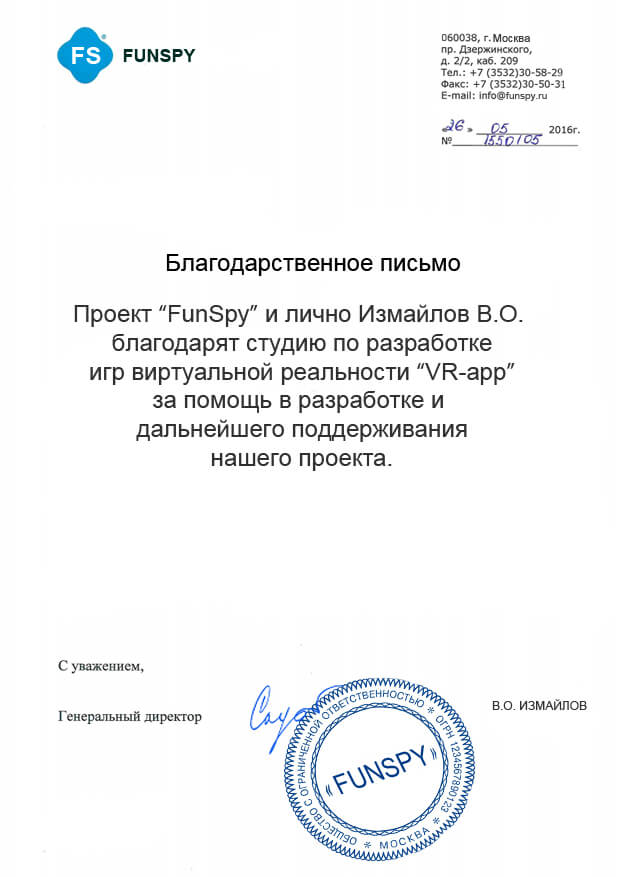 FS® FUNSPY
060038, г. Москва
пр. Дзержинского,
д. 2/2, каб. 209
Тел.: +7 (3532)30-58-29
Факс: +7 (3532)30-50-31
E-mail: info@funspy.ru
«26» 05 2016г.
№ 1550/05
Благодарственное письмо
Проект “FunSpy” и лично Измайлов В.О.
благодарят студию по разработке
игр виртуальной реальности “VR-app”
за помощь в разработке и
дальнейшего поддерживания
нашего проекта.
С уважением,
Генеральный директор
В.О. ИЗМАЙЛОВ
ОБЩЕСТВО С ОГРАНИЧЕННОЙ ОТВЕТСТВЕННОСТЬЮ * ОГРН 1234567890123 * МОСКВА *
«FUNSPY»